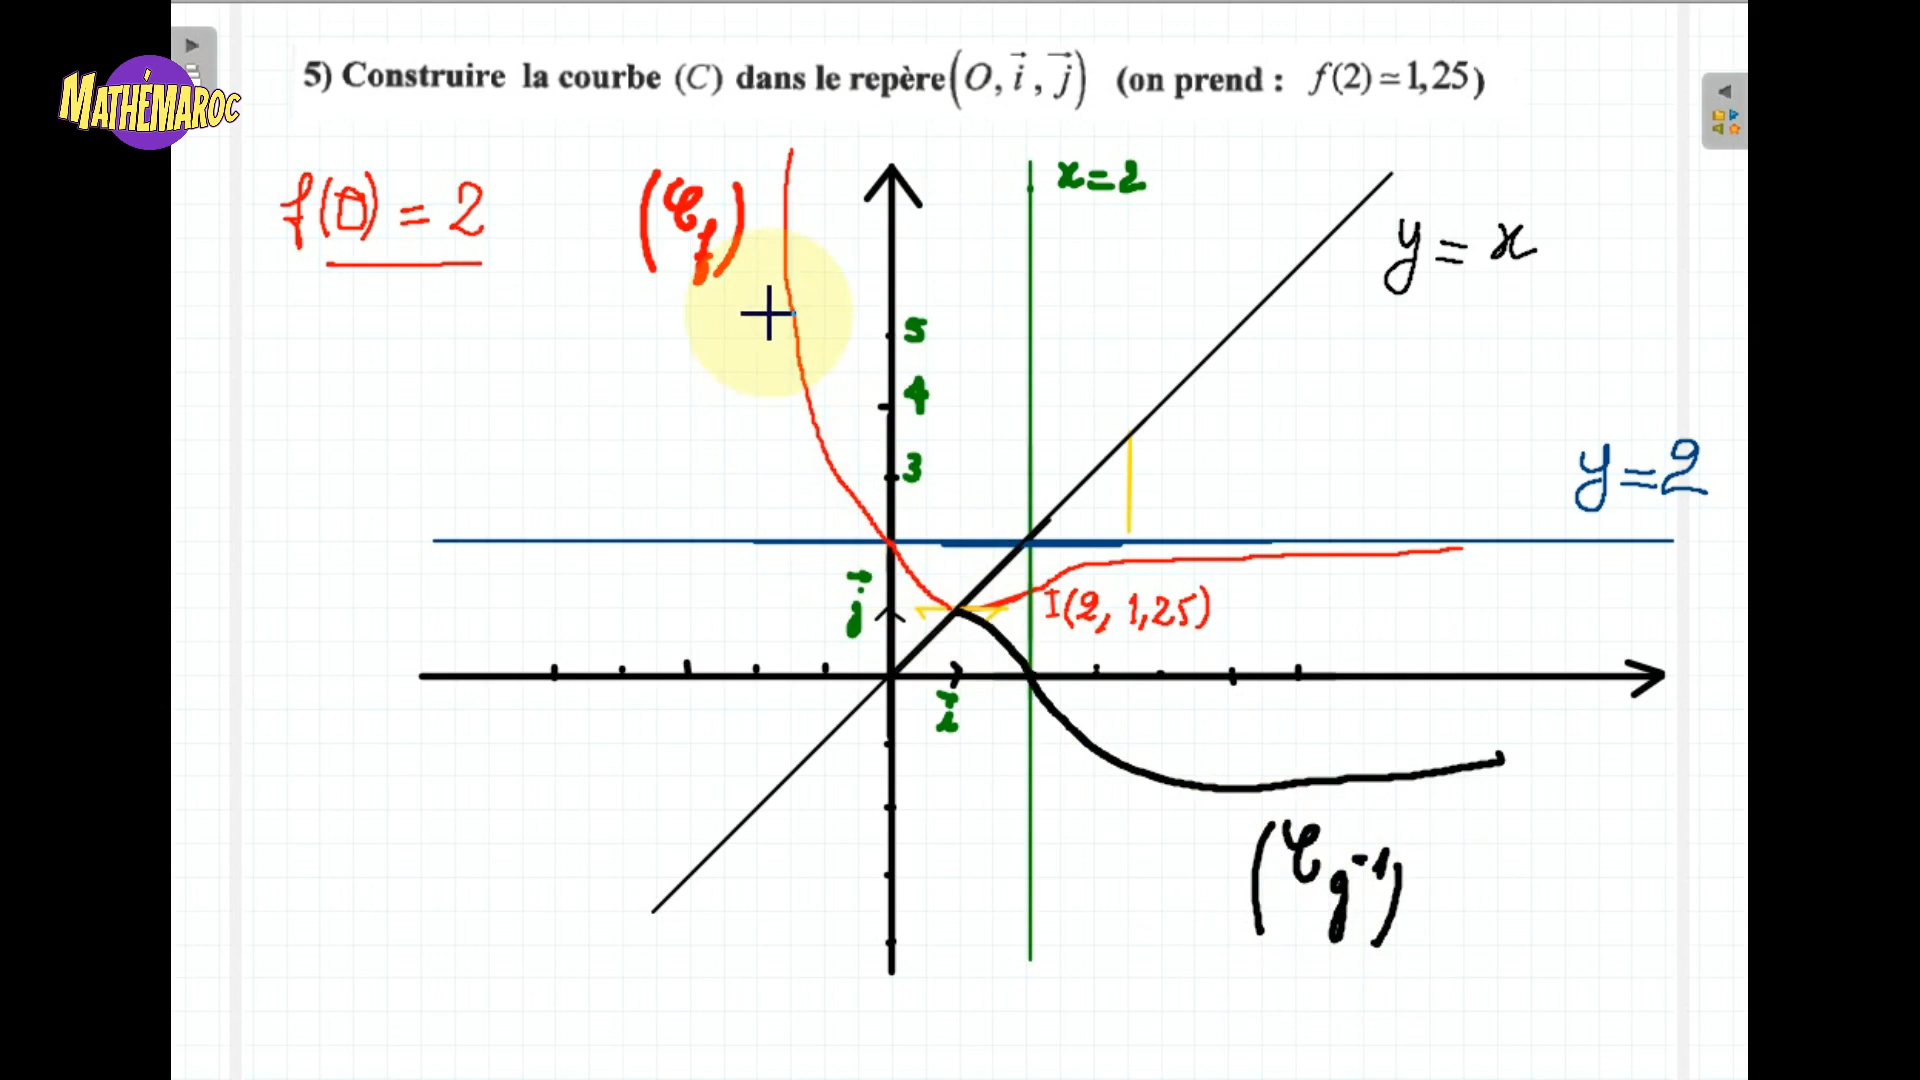 MATHÉMAROC
5) Construire la courbe (C) dans le repère (O, i⃗, j⃗) (on prend : f(2) ≃ 1,25)
f(0) = 2
(𝒞f)
x=2
y = x
5
4
3
y=2
j⃗
I(2, 1,25)
i⃗
(𝒞g⁻¹)